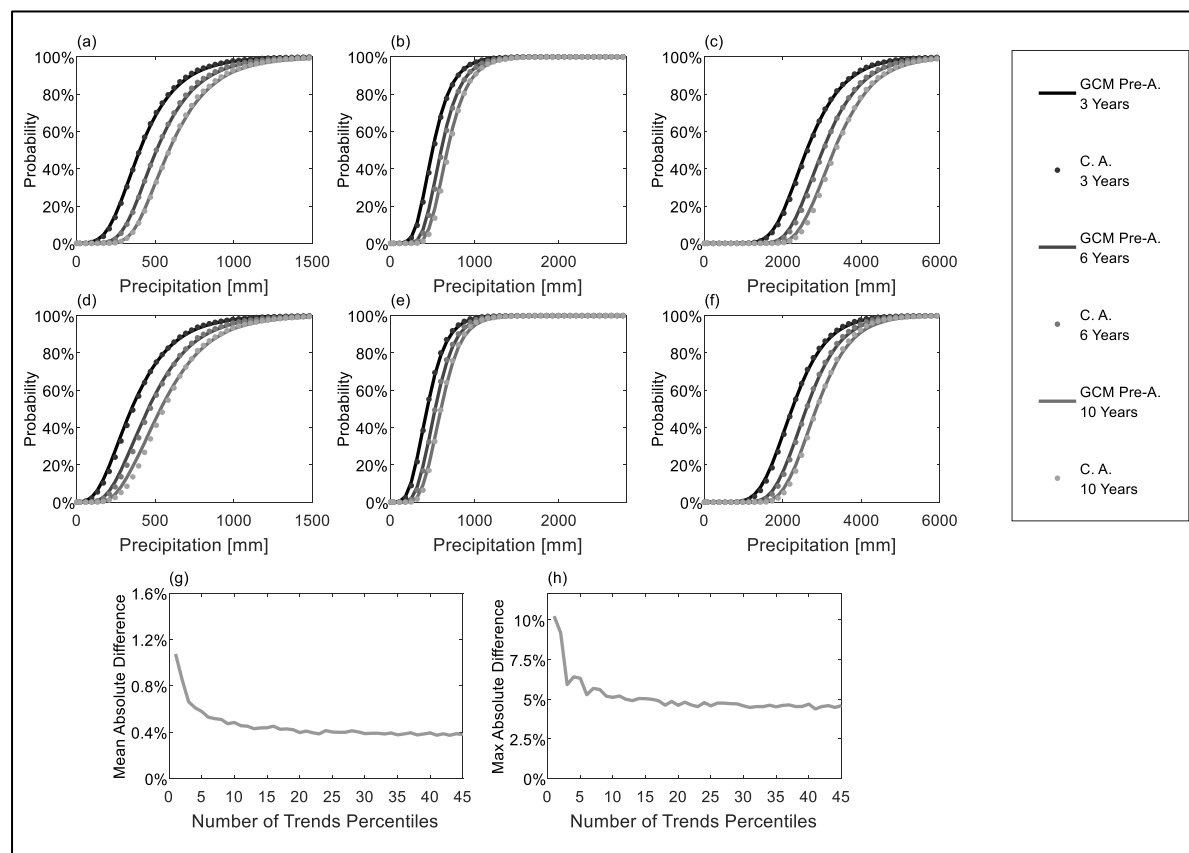 (a)
100%
80%
60%
40%
20%
0%
Probability
0 500 1000 1500
Precipitation [mm]
(b)
100%
80%
60%
40%
20%
0%
Probability
0 1000 2000
Precipitation [mm]
(c)
100%
80%
60%
40%
20%
0%
Probability
0 2000 4000 6000
Precipitation [mm]
(d)
100%
80%
60%
40%
20%
0%
Probability
0 500 1000 1500
Precipitation [mm]
(e)
100%
80%
60%
40%
20%
0%
Probability
0 1000 2000
Precipitation [mm]
(f)
100%
80%
60%
40%
20%
0%
Probability
0 2000 4000 6000
Precipitation [mm]
GCM Pre-A.
3 Years
C. A.
3 Years
GCM Pre-A.
6 Years
C. A.
6 Years
GCM Pre-A.
10 Years
C. A.
10 Years
(g)
1.6%
1.2%
0.8%
0.4%
0%
Mean Absolute Difference
0 5 10 15 20 25 30 35 40 45
Number of Trends Percentiles
(h)
10%
7.5%
5%
2.5%
0%
Max Absolute Difference
0 5 10 15 20 25 30 35 40 45
Number of Trends Percentiles